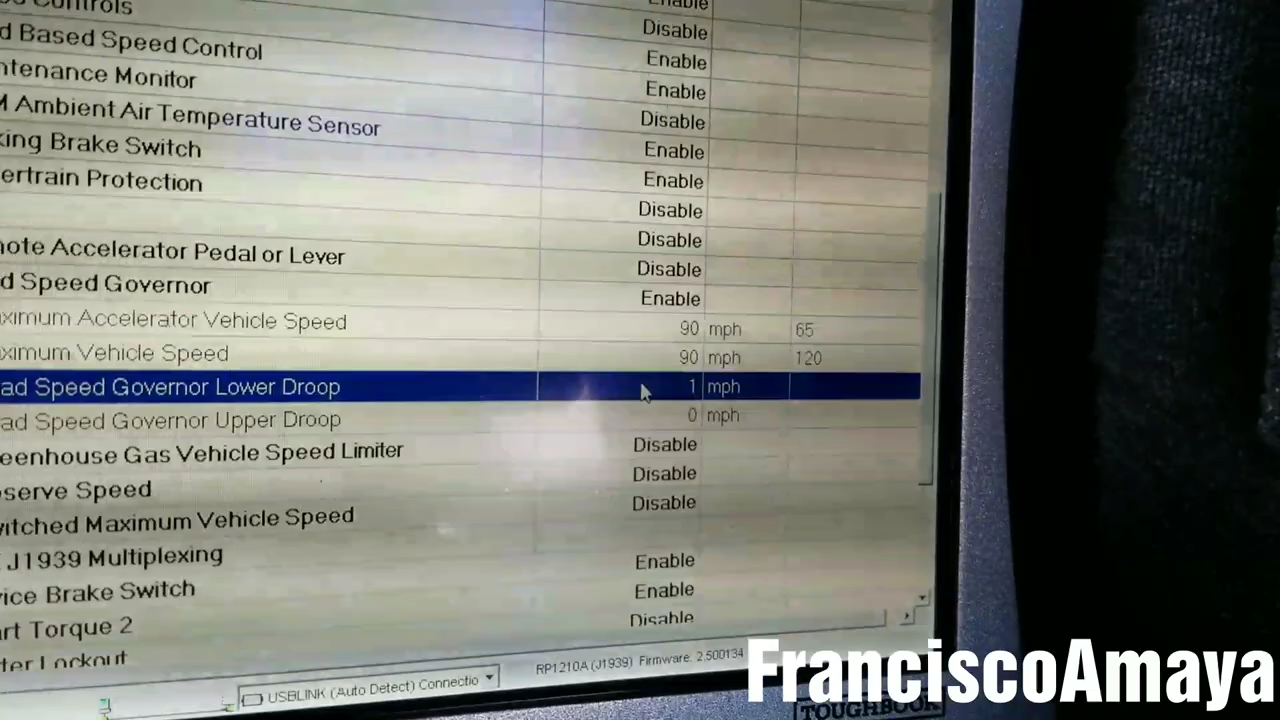 Controls Enable
d Based Speed Control Disable
ntenance Monitor Enable
M Ambient Air Temperature Sensor Enable
king Brake Switch Disable
ertrain Protection Enable
Enable
note Accelerator Pedal or Lever Disable
d Speed Governor Disable
Disable
Enable
ximum Accelerator Vehicle Speed 90 mph 65
ximum Vehicle Speed 90 mph 120
ad Speed Governor Lower Droop 1 mph
ad Speed Governor Upper Droop 0 mph
eenhouse Gas Vehicle Speed Limiter Disable
serve Speed Disable
witched Maximum Vehicle Speed Disable
J1939 Multiplexing Enable
vice Brake Switch Enable
art Torque 2 Disable
ter Lockout
USBLINK (Auto Detect) Connectio
RP1210A (J1939) Firmware: 2.500134
FranciscoAmaya
TOUGHBOOK